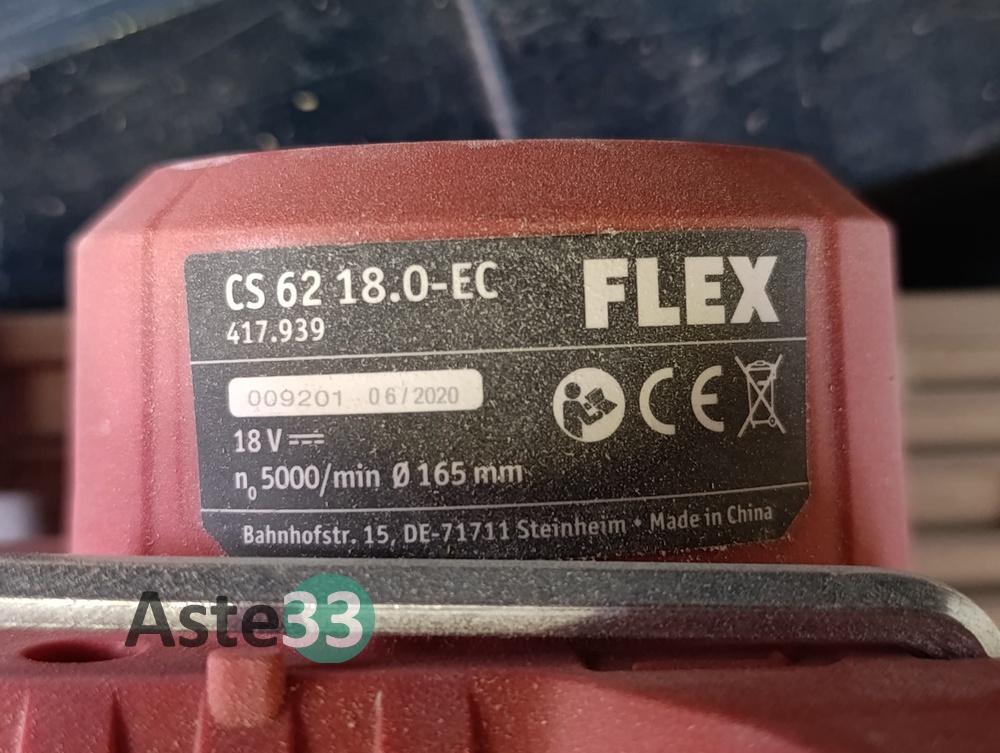 CS 62 18.0-EC
FLEX
417.939
009201 06/2020
CE
18 V
n0 5000/min Ø 165 mm
Bahnhofstr. 15, DE-71711 Steinheim • Made in China
Aste33